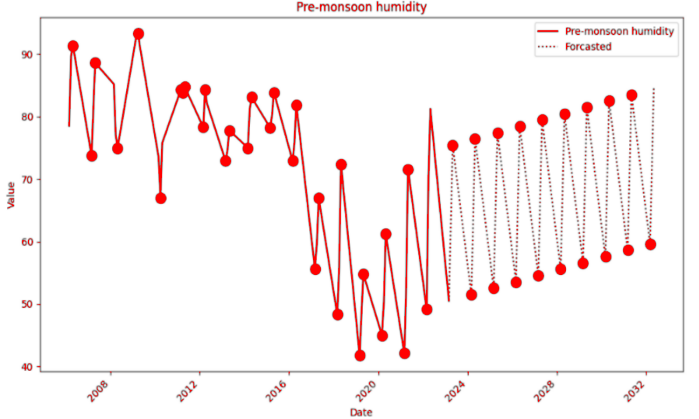 Pre-monsoon humidity
Pre-monsoon humidity
Forcasted
90
80
70
60
50
40
Value
2008
2012
2016
2020
2024
2028
2032
Date